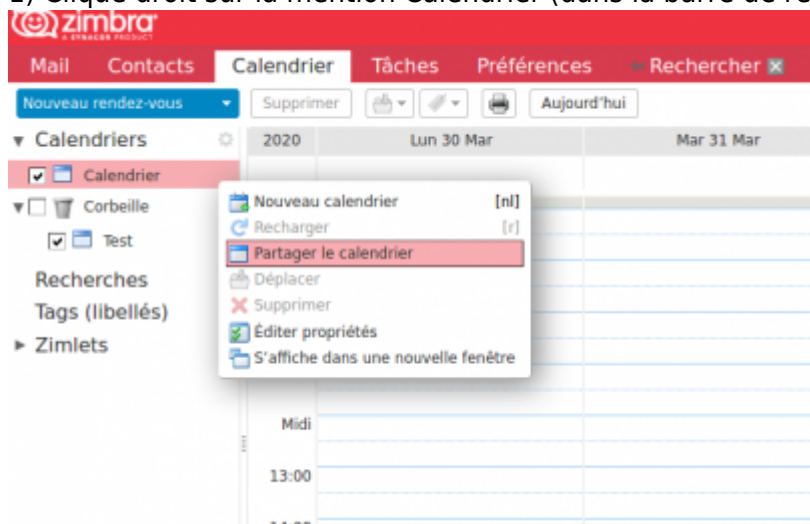 zimbra
A SYNACOR PRODUCT
Mail Contacts Calendrier Tâches Préférences Rechercher
Nouveau rendez-vous Supprimer Aujourd'hui
Calendriers 2020 Lun 30 Mar Mar 31 Mar
Calendrier
Corbeille
Test
Recherches
Tags (libellés)
Zimlets
Nouveau calendrier [nl]
Recharger [r]
Partager le calendrier
Déplacer
Supprimer
Éditer propriétés
S'affiche dans une nouvelle fenêtre
Midi
13:00